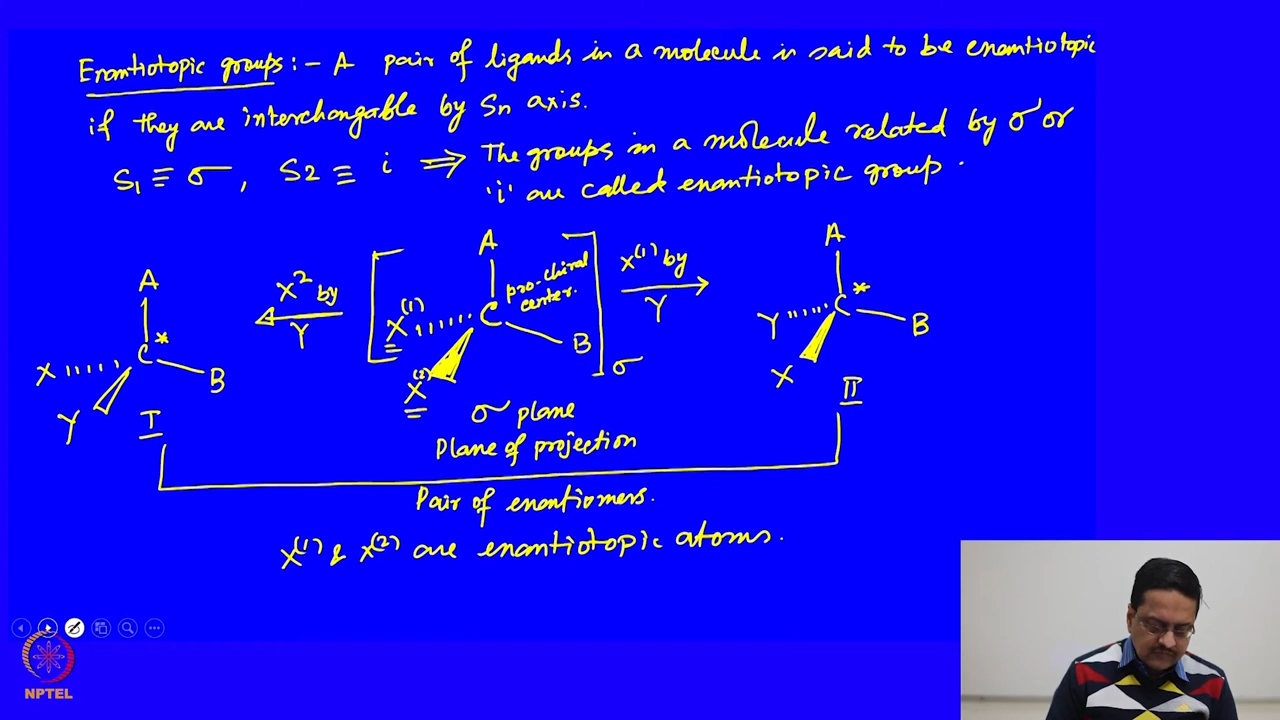 Enantiotopic groups :- A pair of ligands in a molecule is said to be enantiotopic
if they are interchangable by Sn axis.
S1 ≡ σ, S2 ≡ i ⇒ The groups in a molecule related by σ or
'i' are called enantiotopic group.
A
C*
X
Y
B
I
X2 by
Y
A
pro-chiral
center.
X(1)
C
X(2)
B
σ
X(1) by
Y
A
C*
Y
X
B
II
σ plane
Plane of projection
Pair of enantiomers.
X(1) & X(2) are enantiotopic atoms.
NPTEL